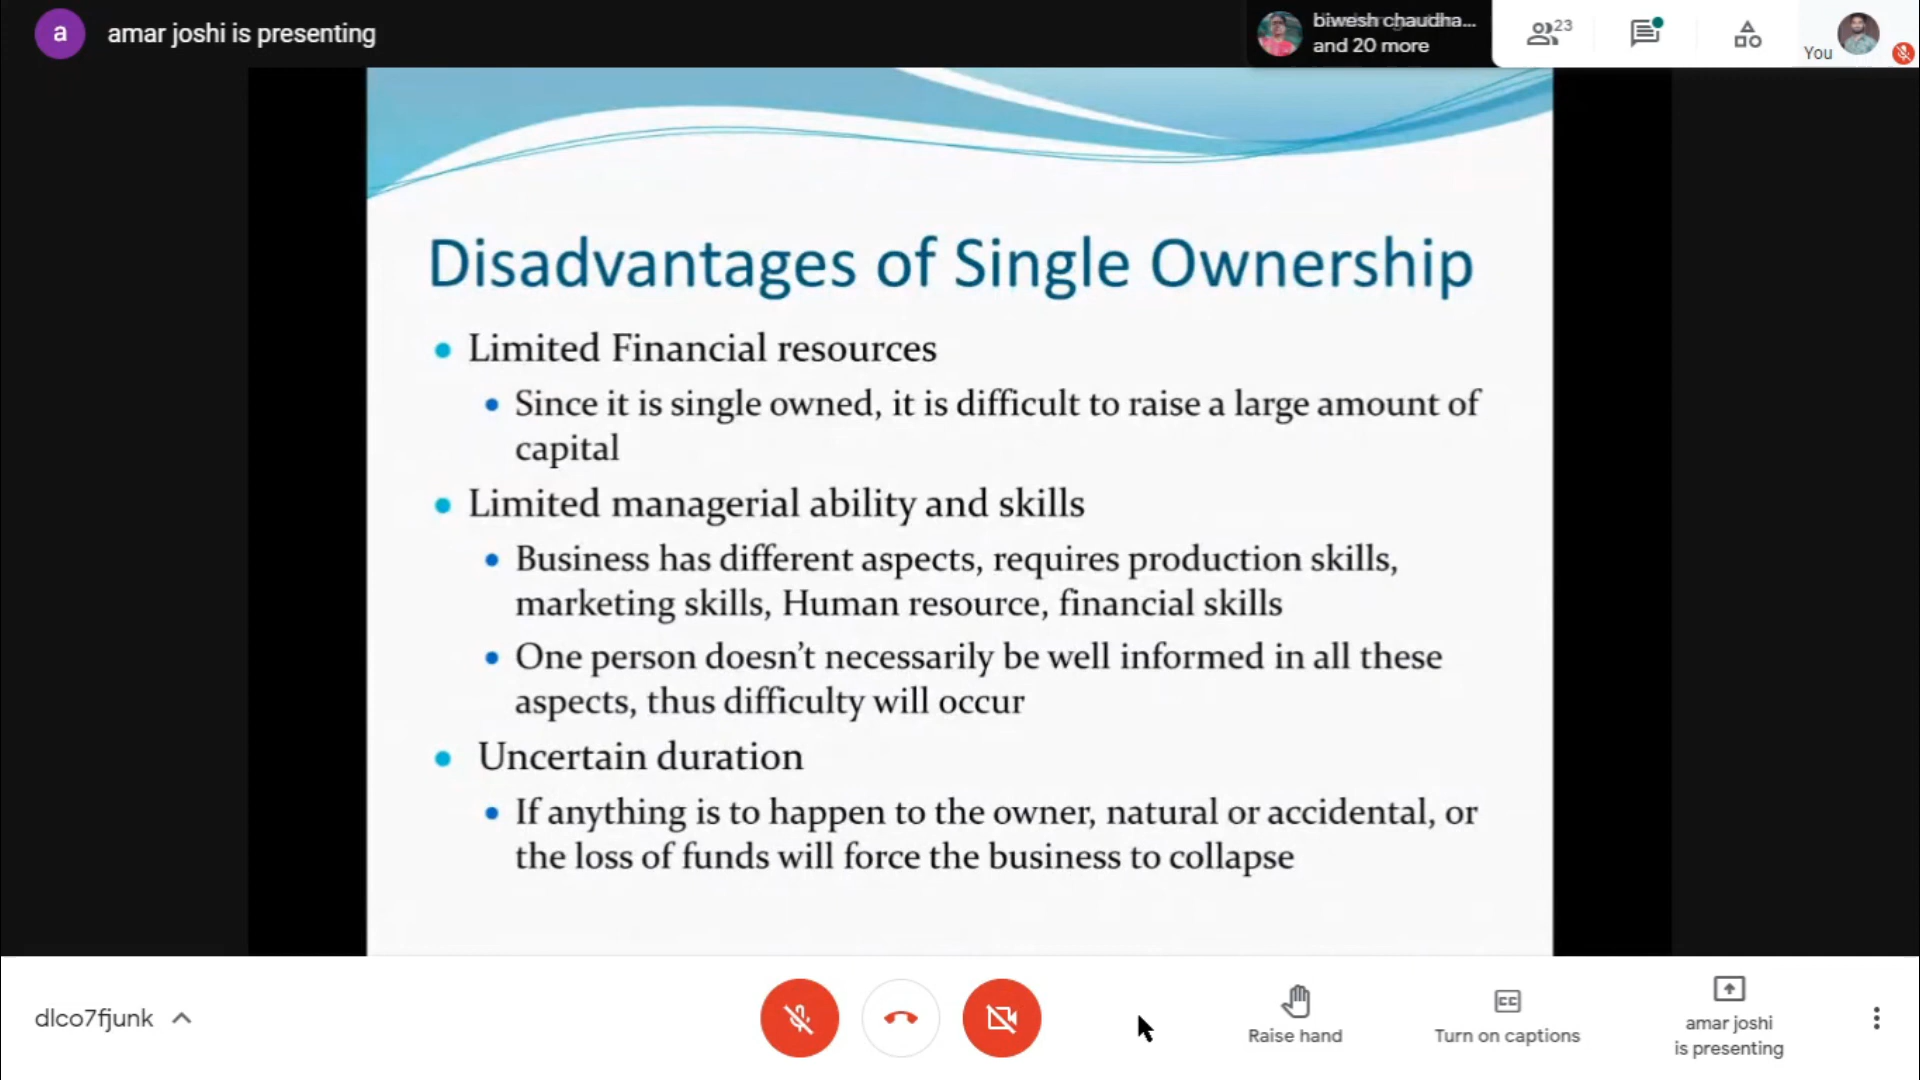 a
amar joshi is presenting
biwesh chaudha...
and 20 more
23
You
Disadvantages of Single Ownership
Limited Financial resources
Since it is single owned, it is difficult to raise a large amount of
capital
Limited managerial ability and skills
Business has different aspects, requires production skills,
marketing skills, Human resource, financial skills
One person doesn't necessarily be well informed in all these
aspects, thus difficulty will occur
Uncertain duration
If anything is to happen to the owner, natural or accidental, or
the loss of funds will force the business to collapse
dlco7fjunk
Raise hand
CC
Turn on captions
amar joshi
is presenting